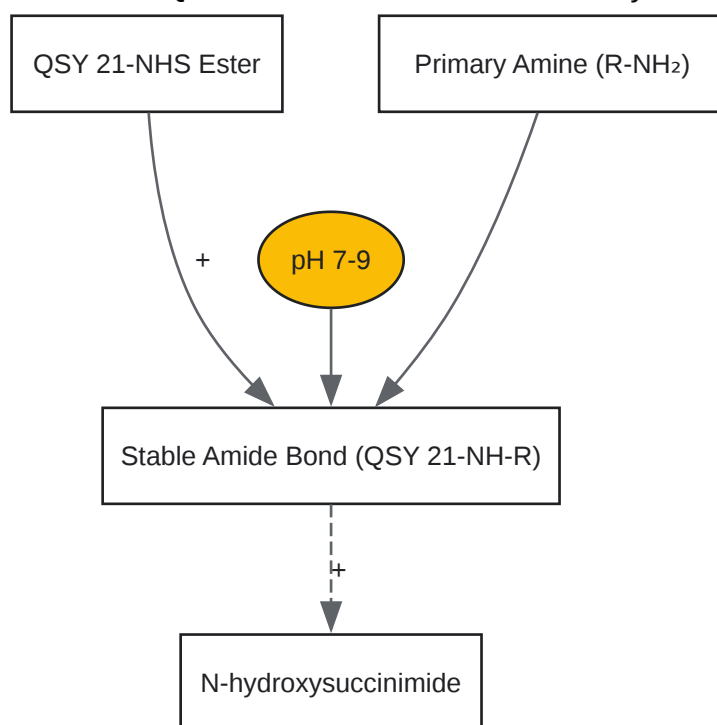 QSY 21-NHS Ester
Primary Amine (R-NH₂)
+
pH 7-9
Stable Amide Bond (QSY 21-NH-R)
+
N-hydroxysuccinimide